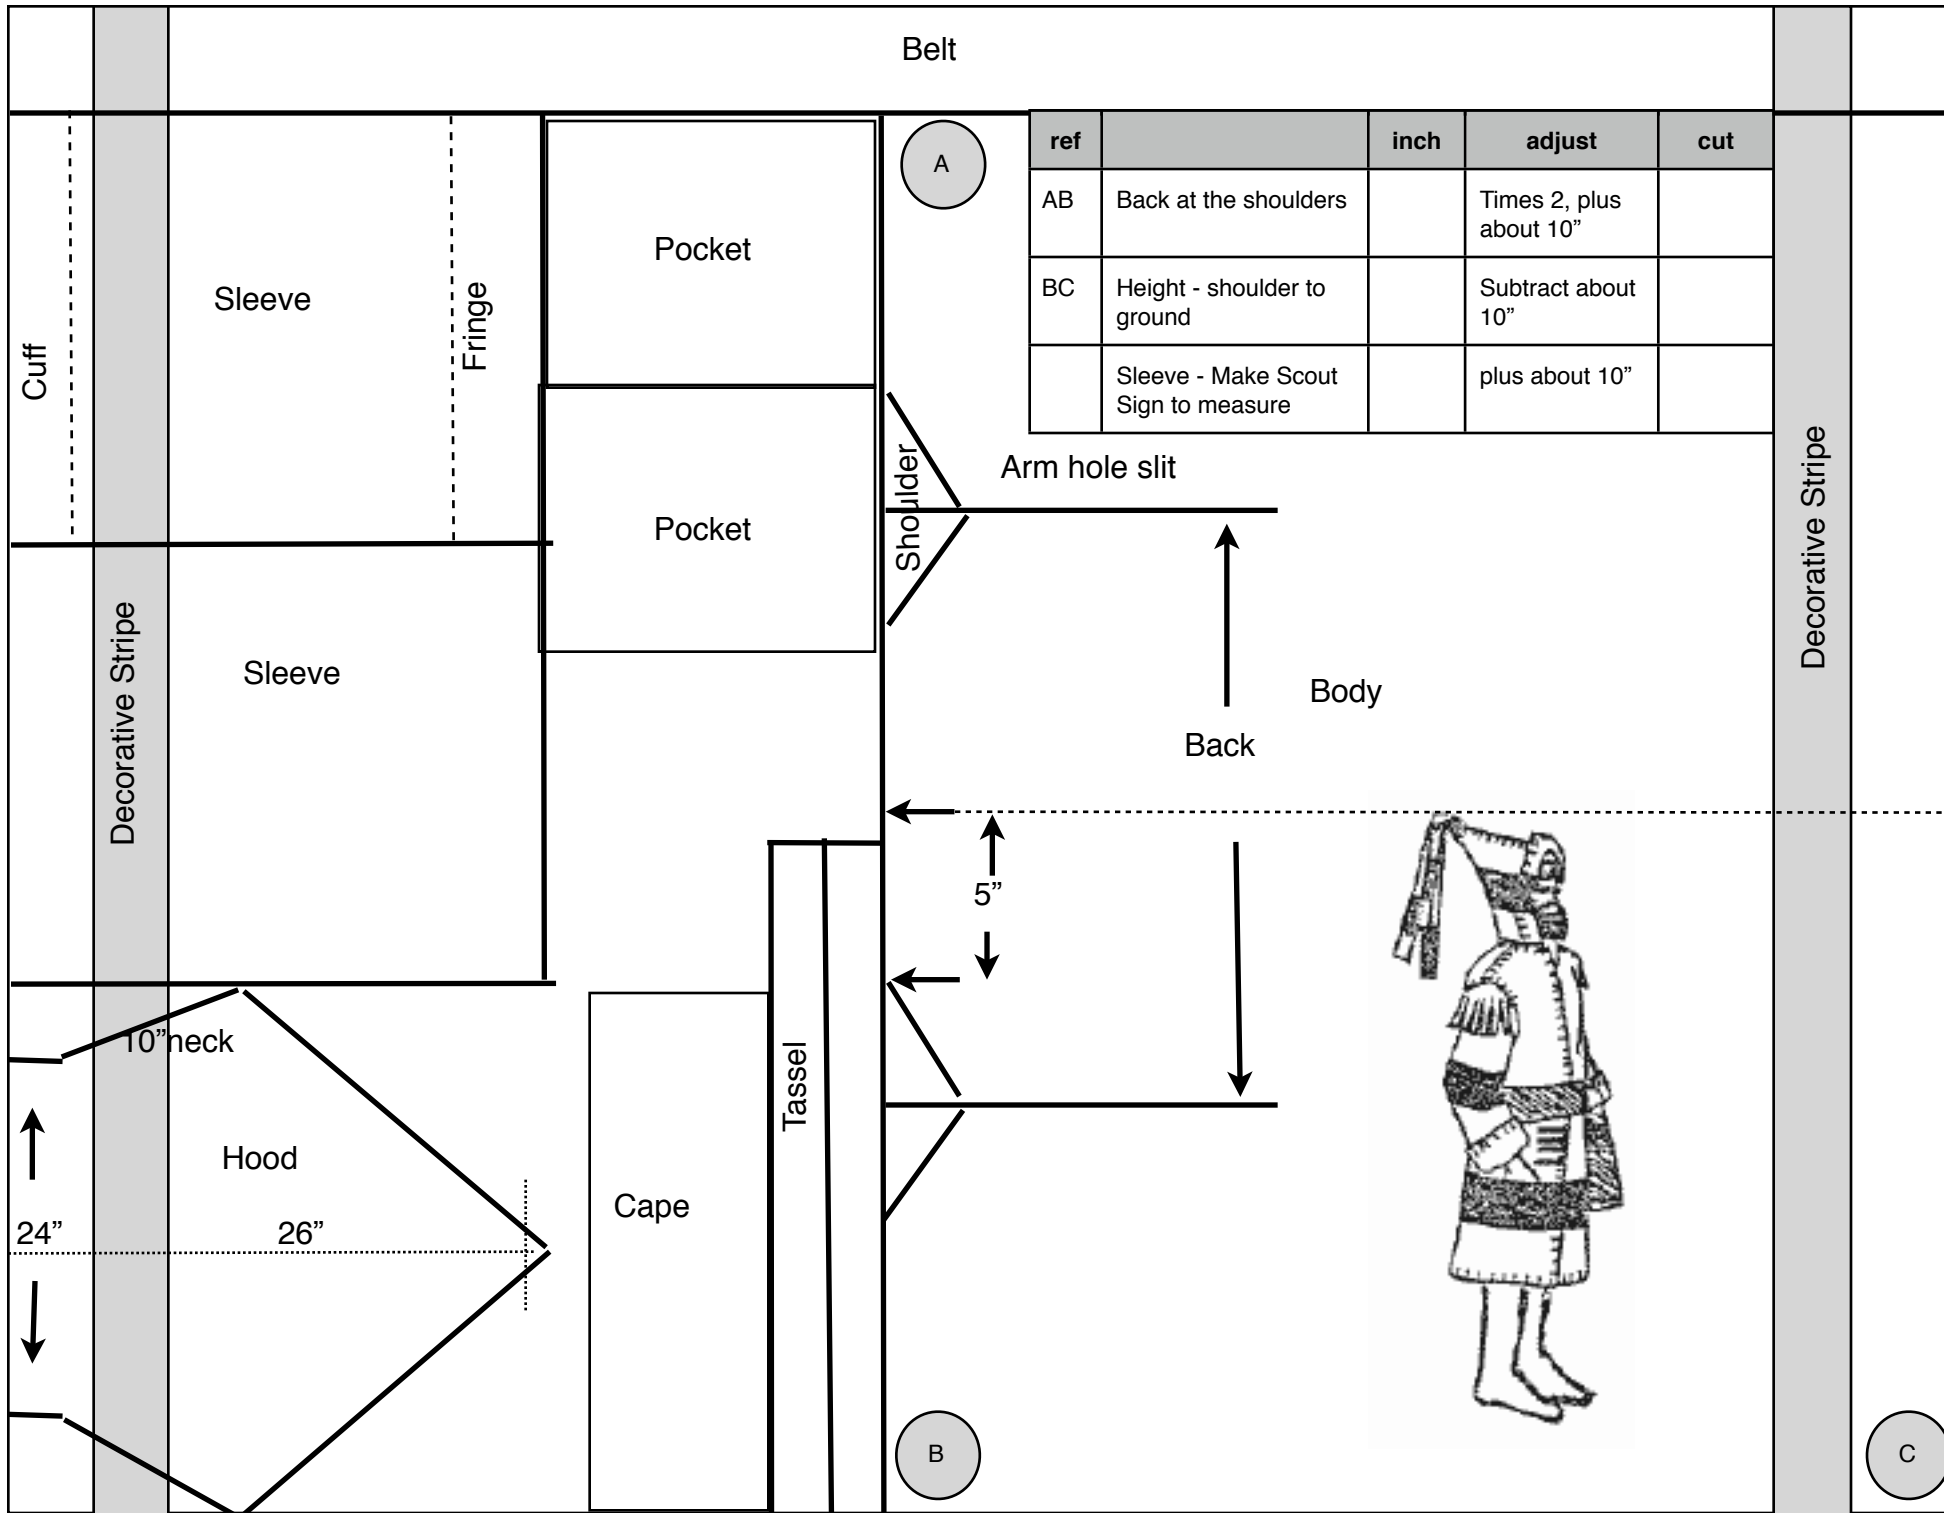 Belt
A
ref inch adjust cut
AB Back at the shoulders Times 2, plus
about 10”
BC Height - shoulder to
ground
Subtract about
10”
Sleeve - Make Scout
Sign to measure
plus about 10”
Cuff
Sleeve
Fringe
Pocket
Pocket
Shoulder
Arm hole slit
Decorative Stripe
Decorative Stripe
Sleeve
Body
Back
5”
10”neck
Hood
24”
26”
Cape
Tassel
B
C